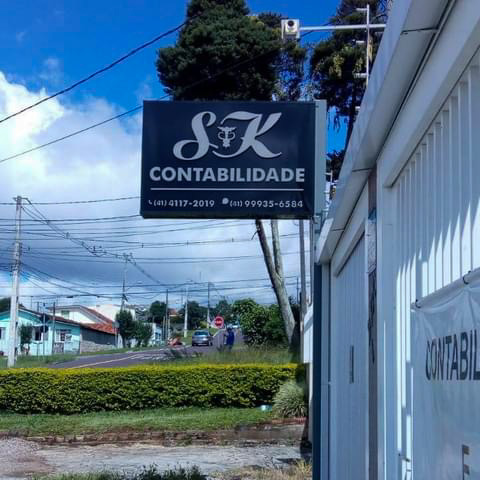 SK
CONTABILIDADE
(41) 4117-2019 (41) 99935-6584
CONTABIL